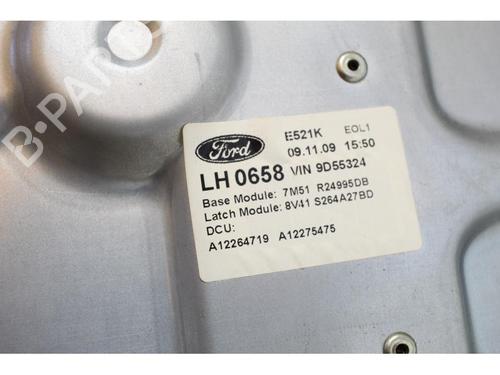 Ford E521K EOL1
09.11.09 15:50
LH 0658 VIN 9D55324
Base Module: 7M51 R24995DB
Latch Module: 8V41 S264A27BD
DCU:
A12264719 A12275475
B-PARTS